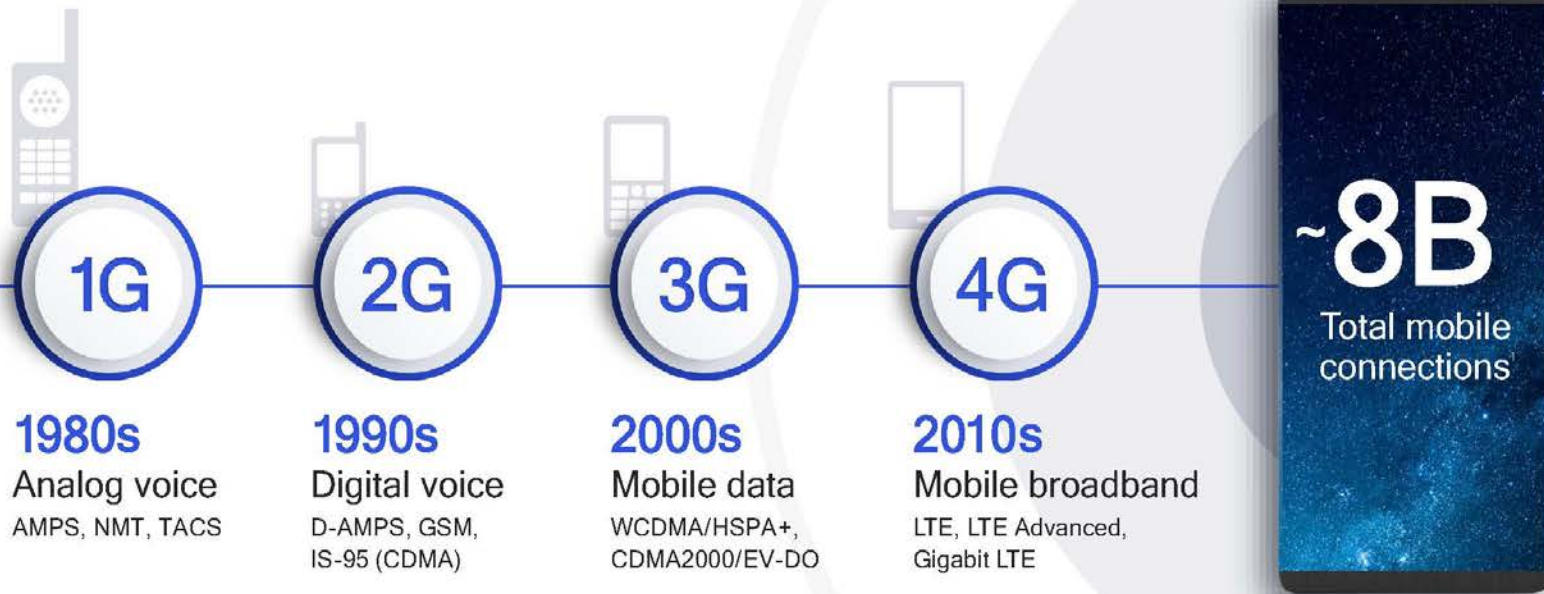 1G
1980s
Analog voice
AMPS, NMT, TACS
2G
1990s
Digital voice
D-AMPS, GSM,
IS-95 (CDMA)
3G
2000s
Mobile data
WCDMA/HSPA+,
CDMA2000/EV-DO
4G
2010s
Mobile broadband
LTE, LTE Advanced,
Gigabit LTE
~8B
Total mobile
connections¹